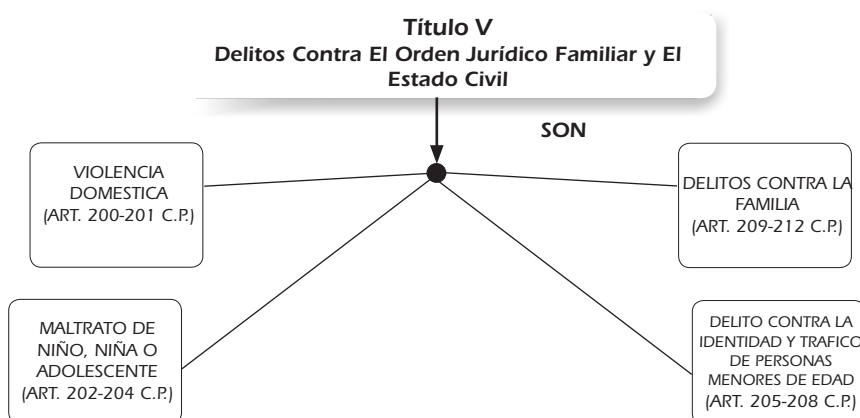 Título V
Delitos Contra El Orden Jurídico Familiar y El
Estado Civil
SON
VIOLENCIA
DOMESTICA
(ART. 200-201 C.P.)
DELITOS CONTRA LA
FAMILIA
(ART. 209-212 C.P.)
MALTRATO DE
NIÑO, NIÑA O
ADOLESCENTE
(ART. 202-204 C.P.)
DELITO CONTRA LA
IDENTIDAD Y TRAFICO
DE PERSONAS
MENORES DE EDAD
(ART. 205-208 C.P.)